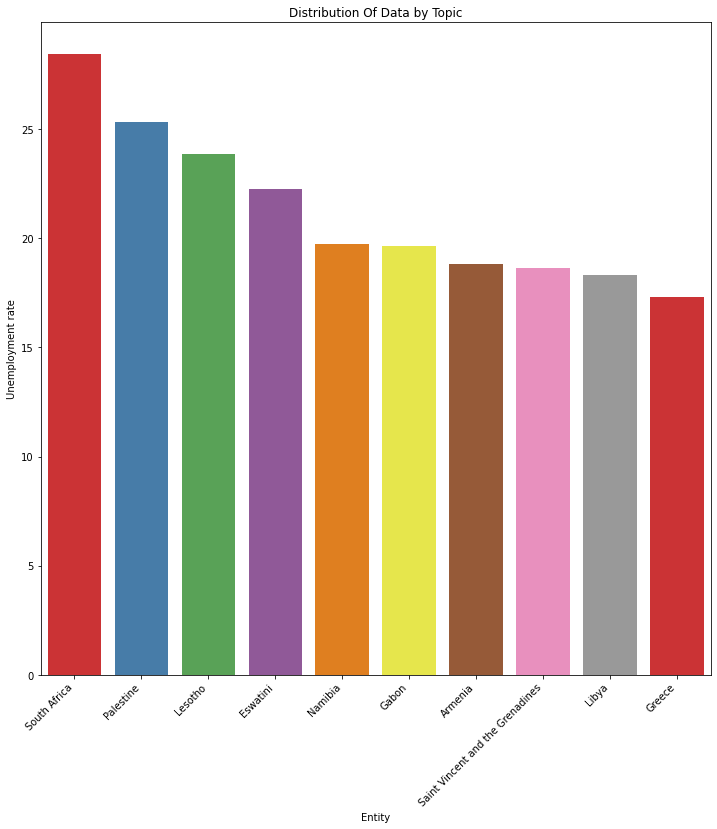 Distribution Of Data by Topic
Unemployment rate
25
20
15
10
5
0
South Africa
Palestine
Lesotho
Eswatini
Namibia
Gabon
Armenia
Saint Vincent and the Grenadines
Libya
Greece
Entity